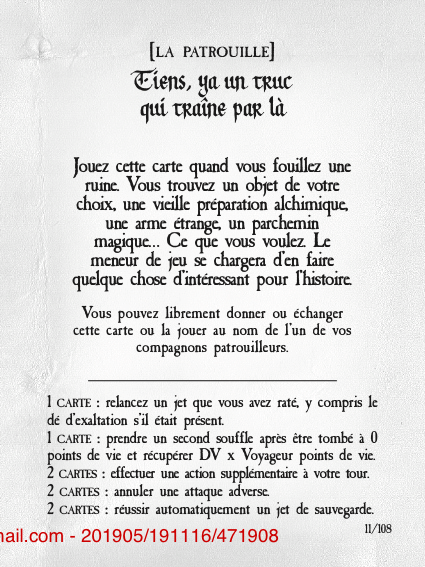 [LA PATROUILLE]
Tiens, ya un truc
qui traîne par là
Jouez cette carte quand vous fouillez une
ruine. Vous trouvez un objet de votre
choix, une vieille préparation alchimique,
une arme étrange, un parchemin
magique... Ce que vous voulez. Le
meneur de jeu se chargera d'en faire
quelque chose d'intéressant pour l'histoire.
Vous pouvez librement donner ou échanger
cette carte ou la jouer au nom de l'un de vos
compagnons patrouilleurs.
1 CARTE : relancez un jet que vous avez raté, y compris le
dé d'exaltation s'il était présent.
1 CARTE : prendre un second souffle après être tombé à 0
points de vie et récupérer DV x Voyageur points de vie.
2 CARTES : effectuer une action supplémentaire à votre tour.
2 CARTES : annuler une attaque adverse.
2 CARTES : réussir automatiquement un jet de sauvegarde.
11/108
nail.com - 201905/191116/471908